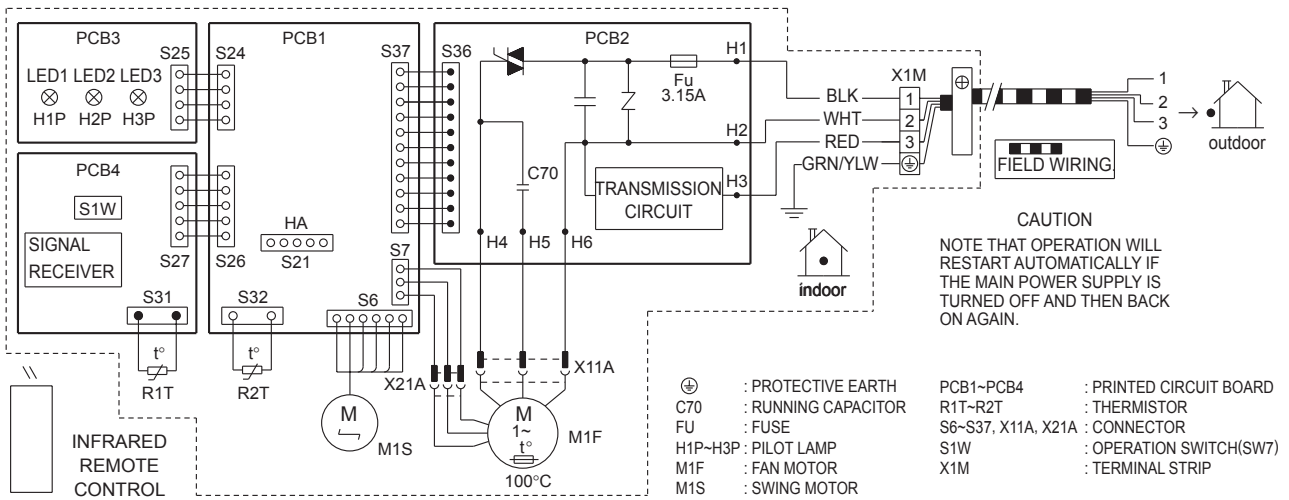 PCB3
LED1 LED2 LED3
H1P H2P H3P
S25
S24
PCB1
S37
S36
PCB2
Fu
3.15A
H1
H2
H3
TRANSMISSION
CIRCUIT
C70
H4
H5
H6
BLK
WHT
RED
GRN/YLW
X1M
1
2
3
1
2
3
outdoor
FIELD WIRING
indoor
PCB4
S1W
SIGNAL
RECEIVER
S27
S26
HA
S21
S7
S6
S31
S32
t°
R1T
t°
R2T
M
M1S
X21A
X11A
M
1~
t°
100°C
M1F
INFRARED
REMOTE
CONTROL
CAUTION
NOTE THAT OPERATION WILL
RESTART AUTOMATICALLY IF
THE MAIN POWER SUPPLY IS
TURNED OFF AND THEN BACK
ON AGAIN.
: PROTECTIVE EARTH
C70 : RUNNING CAPACITOR
FU : FUSE
H1P~H3P : PILOT LAMP
M1F : FAN MOTOR
M1S : SWING MOTOR
PCB1~PCB4 : PRINTED CIRCUIT BOARD
R1T~R2T : THERMISTOR
S6~S37, X11A, X21A : CONNECTOR
S1W : OPERATION SWITCH(SW7)
X1M : TERMINAL STRIP